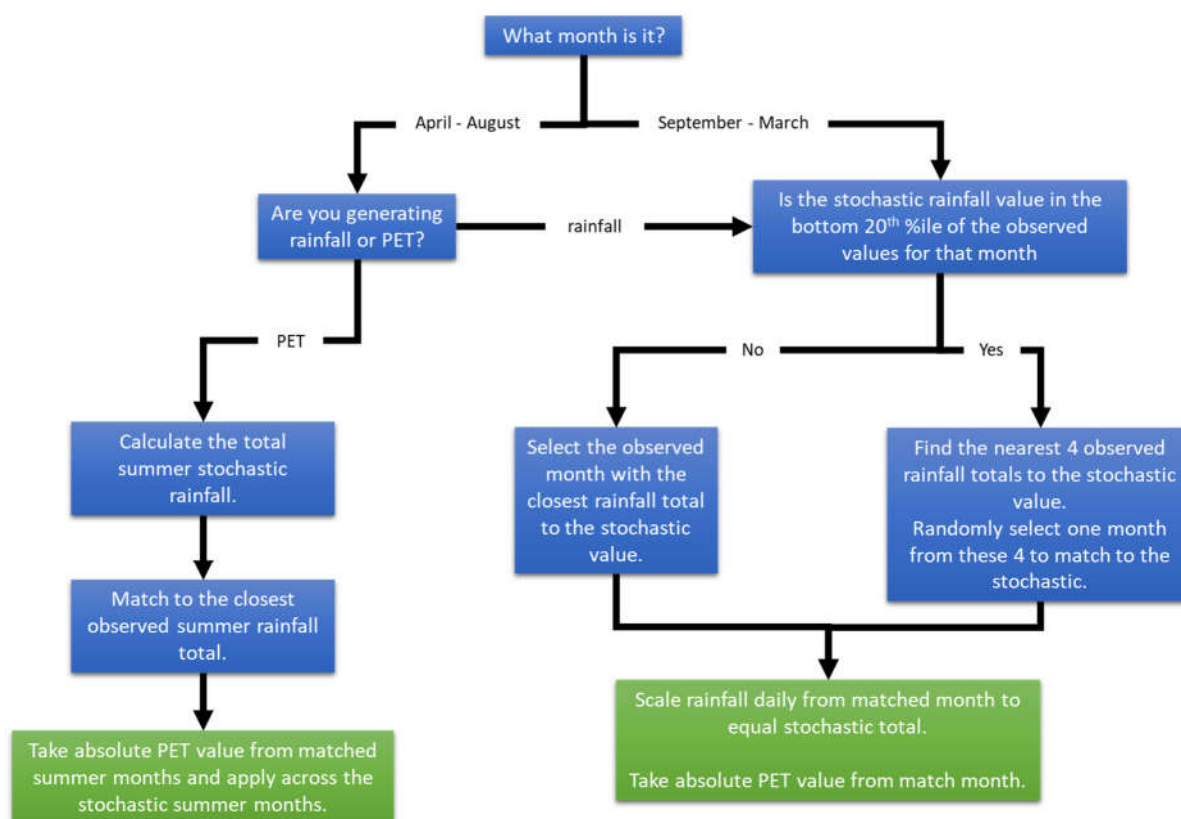 What month is it?
April - August
September - March
Are you generating
rainfall or PET?
rainfall
Is the stochastic rainfall value in the
bottom 20th %ile of the observed
values for that month
PET
No
Yes
Calculate the total
summer stochastic
rainfall.
Select the observed
month with the
closest rainfall total
to the stochastic
value.
Find the nearest 4 observed
rainfall totals to the stochastic
value.
Randomly select one month
from these 4 to match to the
stochastic.
Match to the closest
observed summer rainfall
total.
Scale rainfall daily from matched month to
equal stochastic total.
Take absolute PET value from match month.
Take absolute PET value from matched
summer months and apply across the
stochastic summer months.